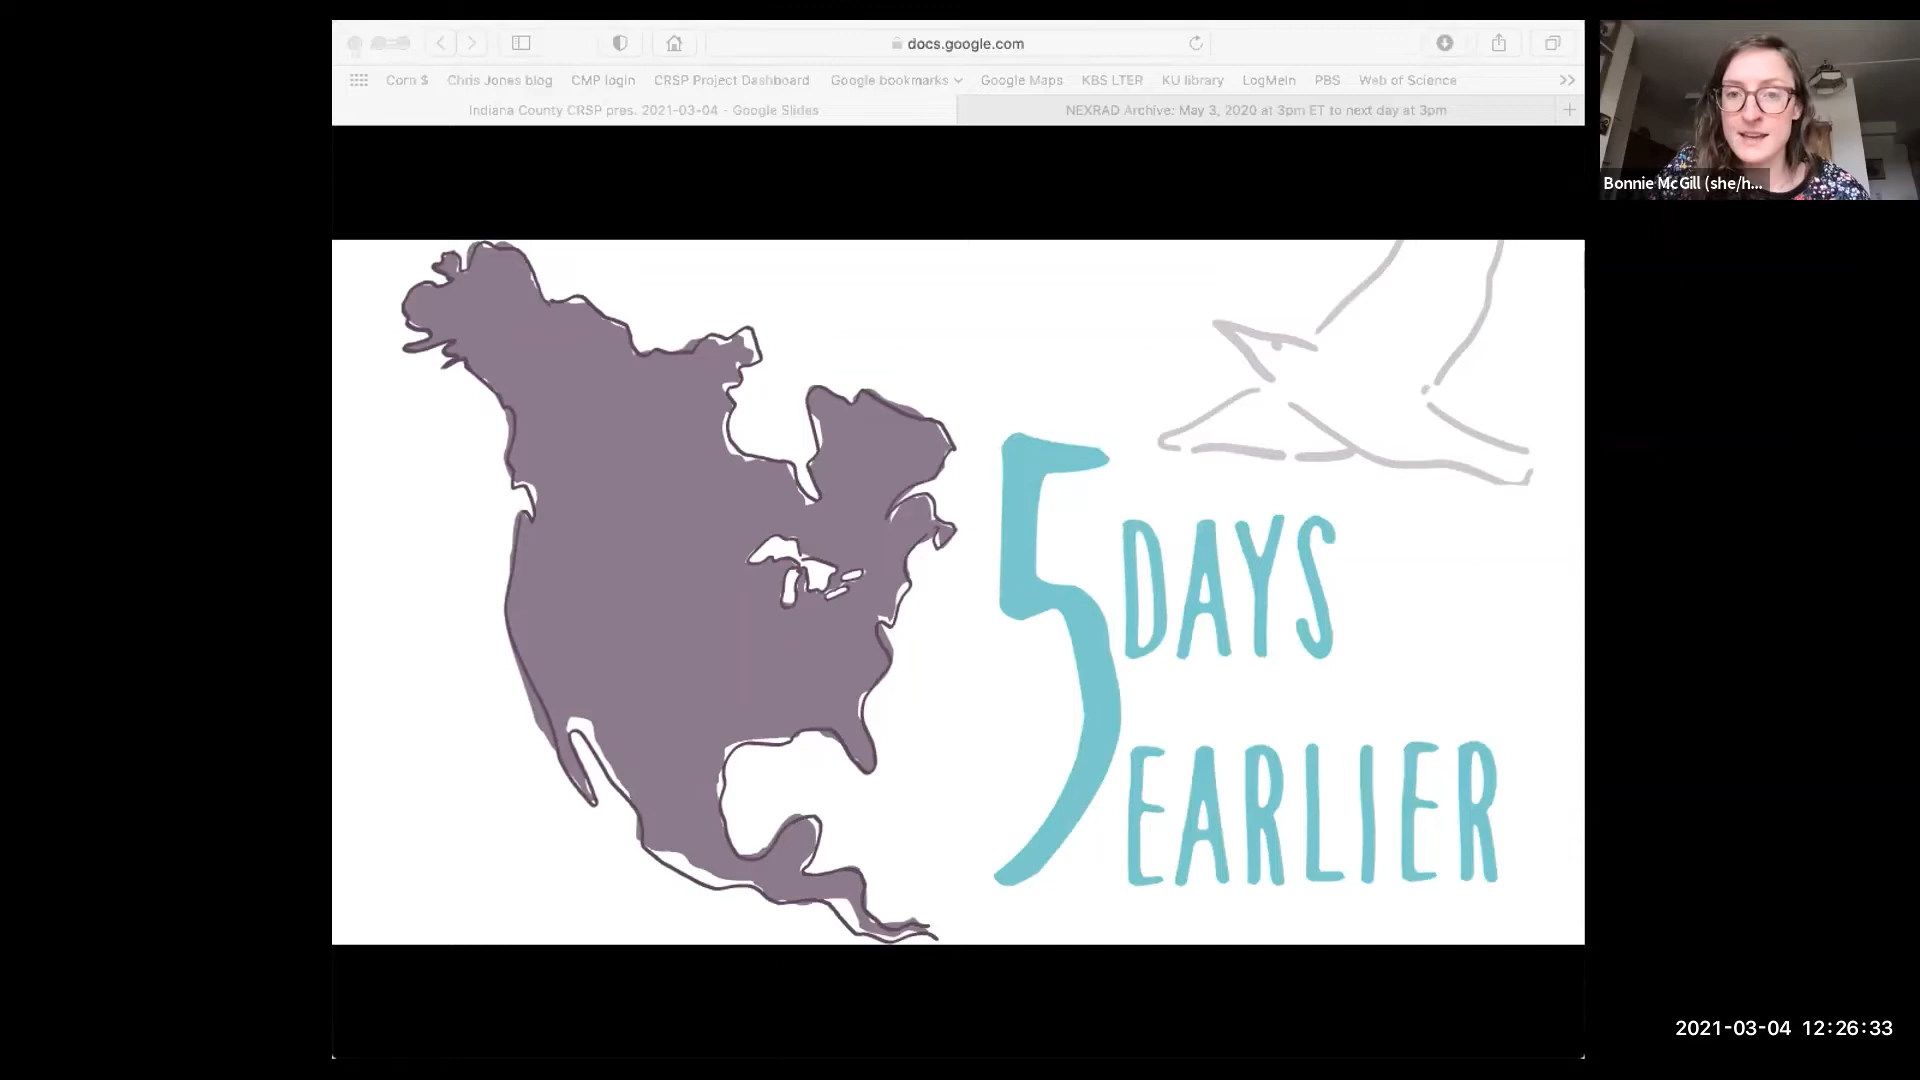 docs.google.com
Corn $ Chris Jones blog CMP login CRSP Project Dashboard Google bookmarks Google Maps KBS LTER KU library LogMeIn PBS Web of Science
Indiana County CRSP pres. 2021-03-04 - Google Slides NEXRAD Archive: May 3, 2020 at 3pm ET to next day at 3pm
Bonnie McGill (she/h...
5 DAYS
EARLIER
2021-03-04 12:26:33